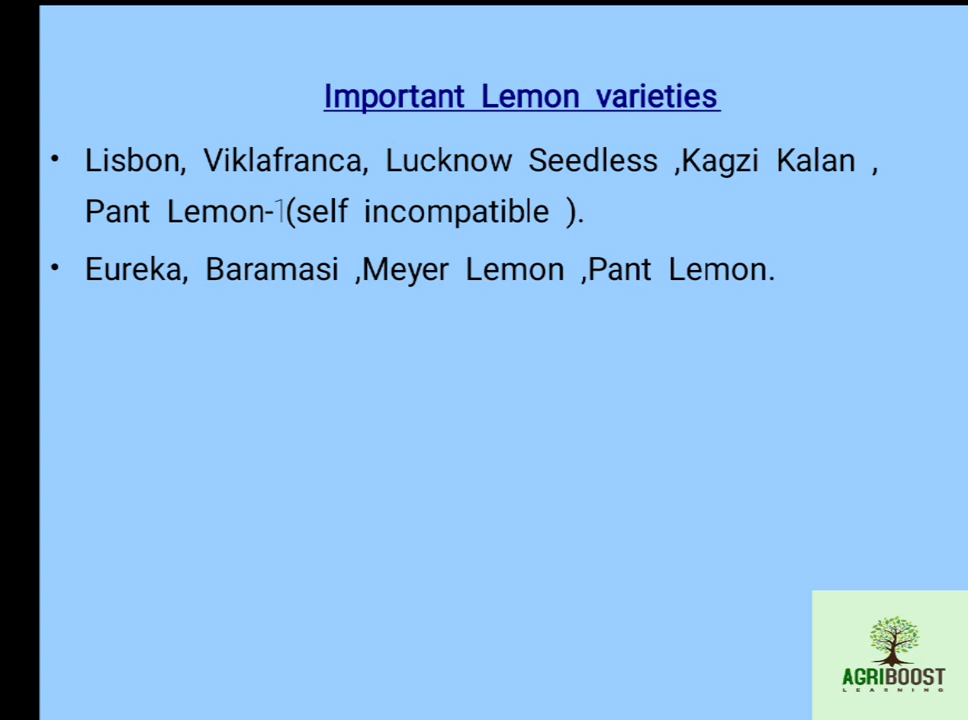 Important Lemon varieties
• Lisbon, Viklafranca, Lucknow Seedless ,Kagzi Kalan ,
Pant Lemon-1(self incompatible ).
• Eureka, Baramasi ,Meyer Lemon ,Pant Lemon.
AGRIBOOST
LEARNING